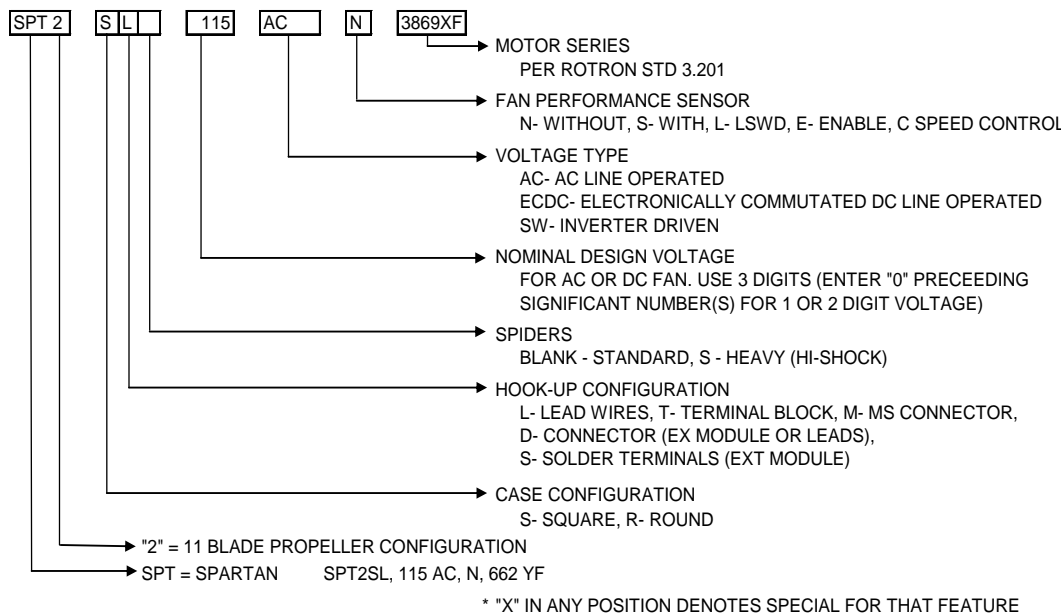 SPT 2 S L 115 AC N 3869XF
MOTOR SERIES
PER ROTRON STD 3.201
FAN PERFORMANCE SENSOR
N- WITHOUT, S- WITH, L- LSWD, E- ENABLE, C SPEED CONTROL
VOLTAGE TYPE
AC- AC LINE OPERATED
ECDC- ELECTRONICALLY COMMUTATED DC LINE OPERATED
SW- INVERTER DRIVEN
NOMINAL DESIGN VOLTAGE
FOR AC OR DC FAN. USE 3 DIGITS (ENTER "0" PRECEEDING
SIGNIFICANT NUMBER(S) FOR 1 OR 2 DIGIT VOLTAGE)
SPIDERS
BLANK - STANDARD, S - HEAVY (HI-SHOCK)
HOOK-UP CONFIGURATION
L- LEAD WIRES, T- TERMINAL BLOCK, M- MS CONNECTOR,
D- CONNECTOR (EX MODULE OR LEADS),
S- SOLDER TERMINALS (EXT MODULE)
CASE CONFIGURATION
S- SQUARE, R- ROUND
"2" = 11 BLADE PROPELLER CONFIGURATION
SPT = SPARTAN SPT2SL, 115 AC, N, 662 YF
* "X" IN ANY POSITION DENOTES SPECIAL FOR THAT FEATURE